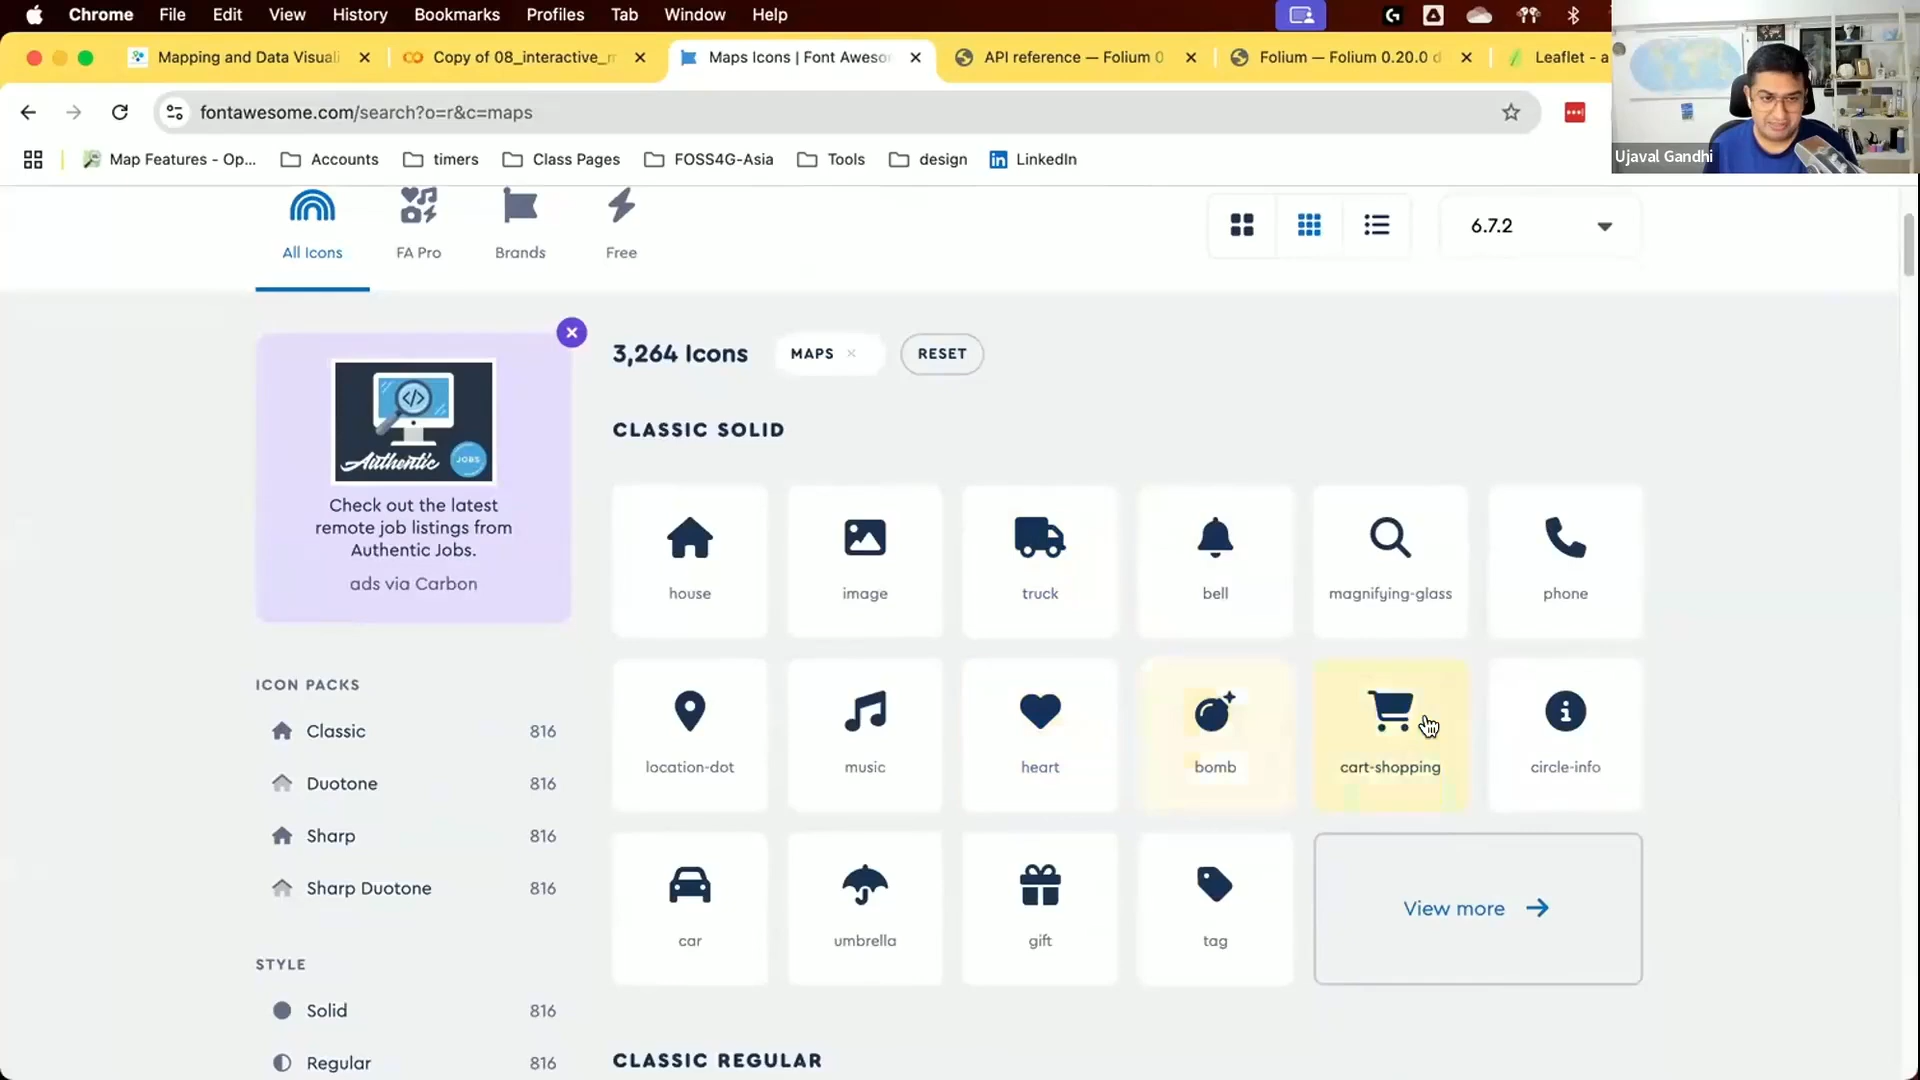 Chrome File Edit View History Bookmarks Profiles Tab Window Help
Mapping and Data Visuali
Copy of 08_interactive_m
Maps Icons | Font Aweso
API reference — Folium 0
Folium — Folium 0.20.0 d
Leaflet - a
fontawesome.com/search?o=r&c=maps
Map Features - Op...
Accounts
timers
Class Pages
FOSS4G-Asia
Tools
design
LinkedIn
Ujaval Gandhi
All Icons
FA Pro
Brands
Free
6.7.2
3,264 Icons
MAPS
RESET
Authentic
JOBS
Check out the latest
remote job listings from
Authentic Jobs.
ads via Carbon
CLASSIC SOLID
house
image
truck
bell
magnifying-glass
phone
location-dot
music
heart
bomb
cart-shopping
circle-info
car
umbrella
gift
tag
View more
ICON PACKS
Classic 816
Duotone 816
Sharp 816
Sharp Duotone 816
STYLE
Solid 816
Regular 816
CLASSIC REGULAR